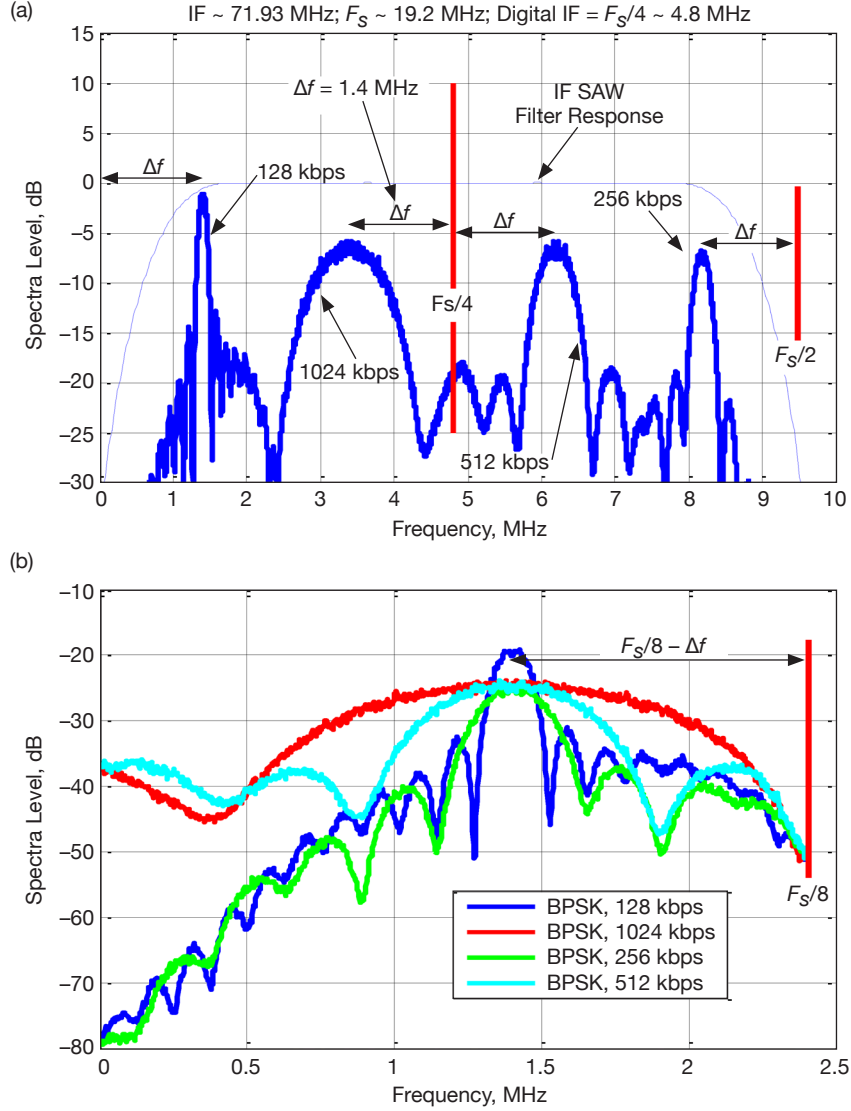 (a)
IF ~ 71.93 MHz; FS ~ 19.2 MHz; Digital IF = FS/4 ~ 4.8 MHz
15
10
5
0
−5
−10
−15
−20
−25
−30
Spectra Level, dB
Δf = 1.4 MHz
IF SAW
Filter Response
Δf
128 kbps
Δf
Δf
256 kbps
Δf
Fs/4
FS/2
1024 kbps
512 kbps
0 1 2 3 4 5 6 7 8 9 10
Frequency, MHz
(b)
−10
−20
−30
−40
−50
−60
−70
−80
Spectra Level, dB
FS/8 − Δf
FS/8
BPSK, 128 kbps
BPSK, 1024 kbps
BPSK, 256 kbps
BPSK, 512 kbps
0 0.5 1 1.5 2 2.5
Frequency, MHz